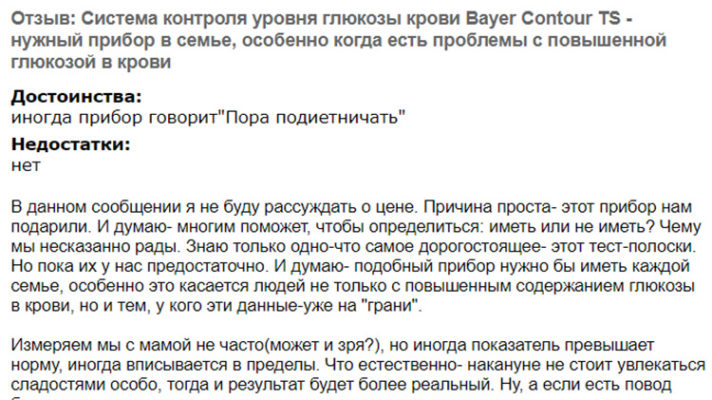 Отзыв: Система контроля уровня глюкозы крови Bayer Contour TS -
нужный прибор в семье, особенно когда есть проблемы с повышенной
глюкозой в крови
Достоинства:
иногда прибор говорит"Пора подиетничать"
Недостатки:
нет
В данном сообщении я не буду рассуждать о цене. Причина проста- этот прибор нам
подарили. И думаю- многим поможет, чтобы определиться: иметь или не иметь? Чему
мы несказанно рады. Знаю только одно-что самое дорогостоящее- этот тест-полоски.
Но пока их у нас предостаточно. И думаю- подобный прибор нужно бы иметь каждой
семье, особенно это касается людей не только с повышенным содержанием глюкозы
в крови, но и тем, у кого эти данные-уже на "грани".
Измеряем мы с мамой не часто(может и зря?), но иногда показатель превышает
норму, иногда вписывается в пределы. Что естественно- накануне не стоит увлекаться
сладостями особо, тогда и результат будет более реальный. Ну, а если есть повод